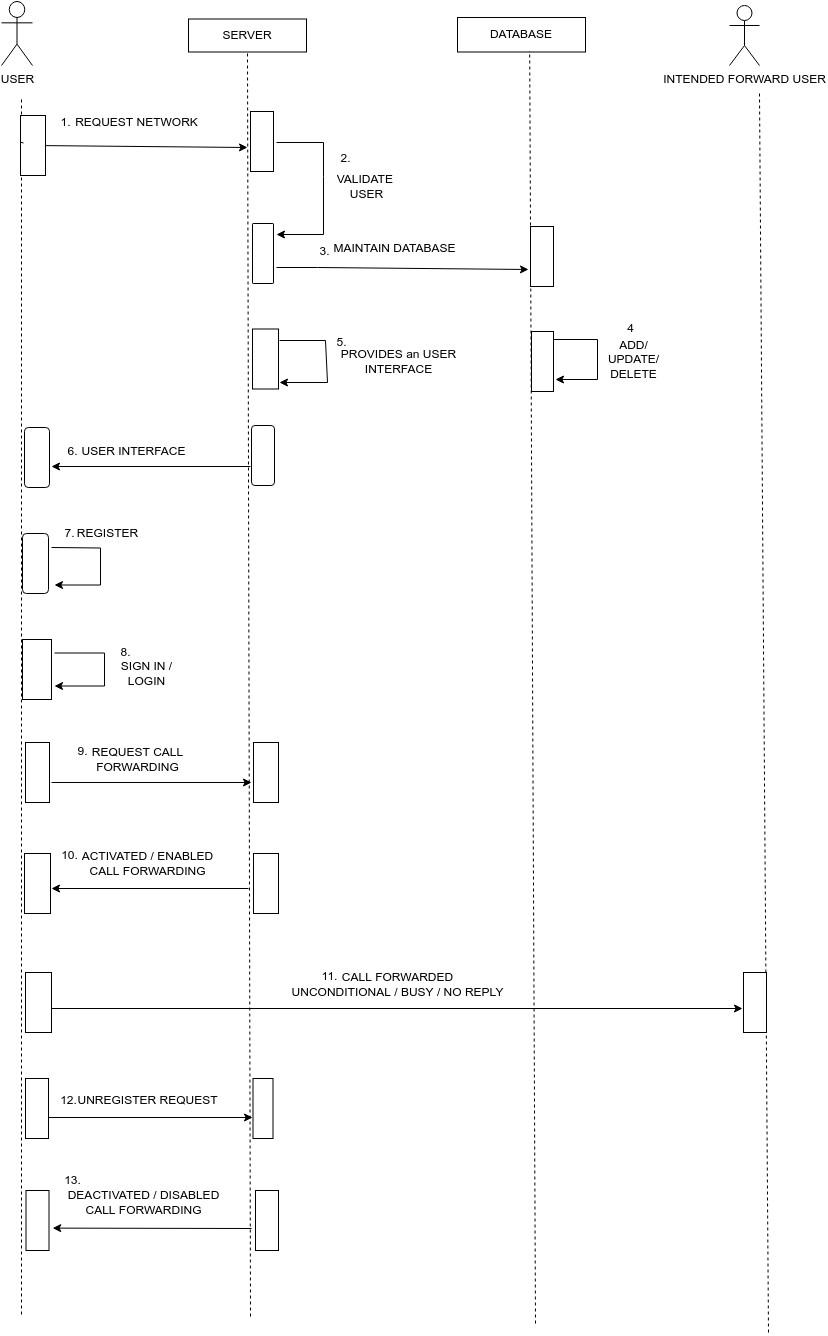 USER
SERVER
DATABASE
INTENDED FORWARD USER
1. REQUEST NETWORK
2.
VALIDATE
USER
3. MAINTAIN DATABASE
4
ADD/
UPDATE/
DELETE
5.
PROVIDES an USER
INTERFACE
6. USER INTERFACE
7. REGISTER
8.
SIGN IN /
LOGIN
9. REQUEST CALL
FORWARDING
10. ACTIVATED / ENABLED
CALL FORWARDING
11. CALL FORWARDED
UNCONDITIONAL / BUSY / NO REPLY
12. UNREGISTER REQUEST
13.
DEACTIVATED / DISABLED
CALL FORWARDING